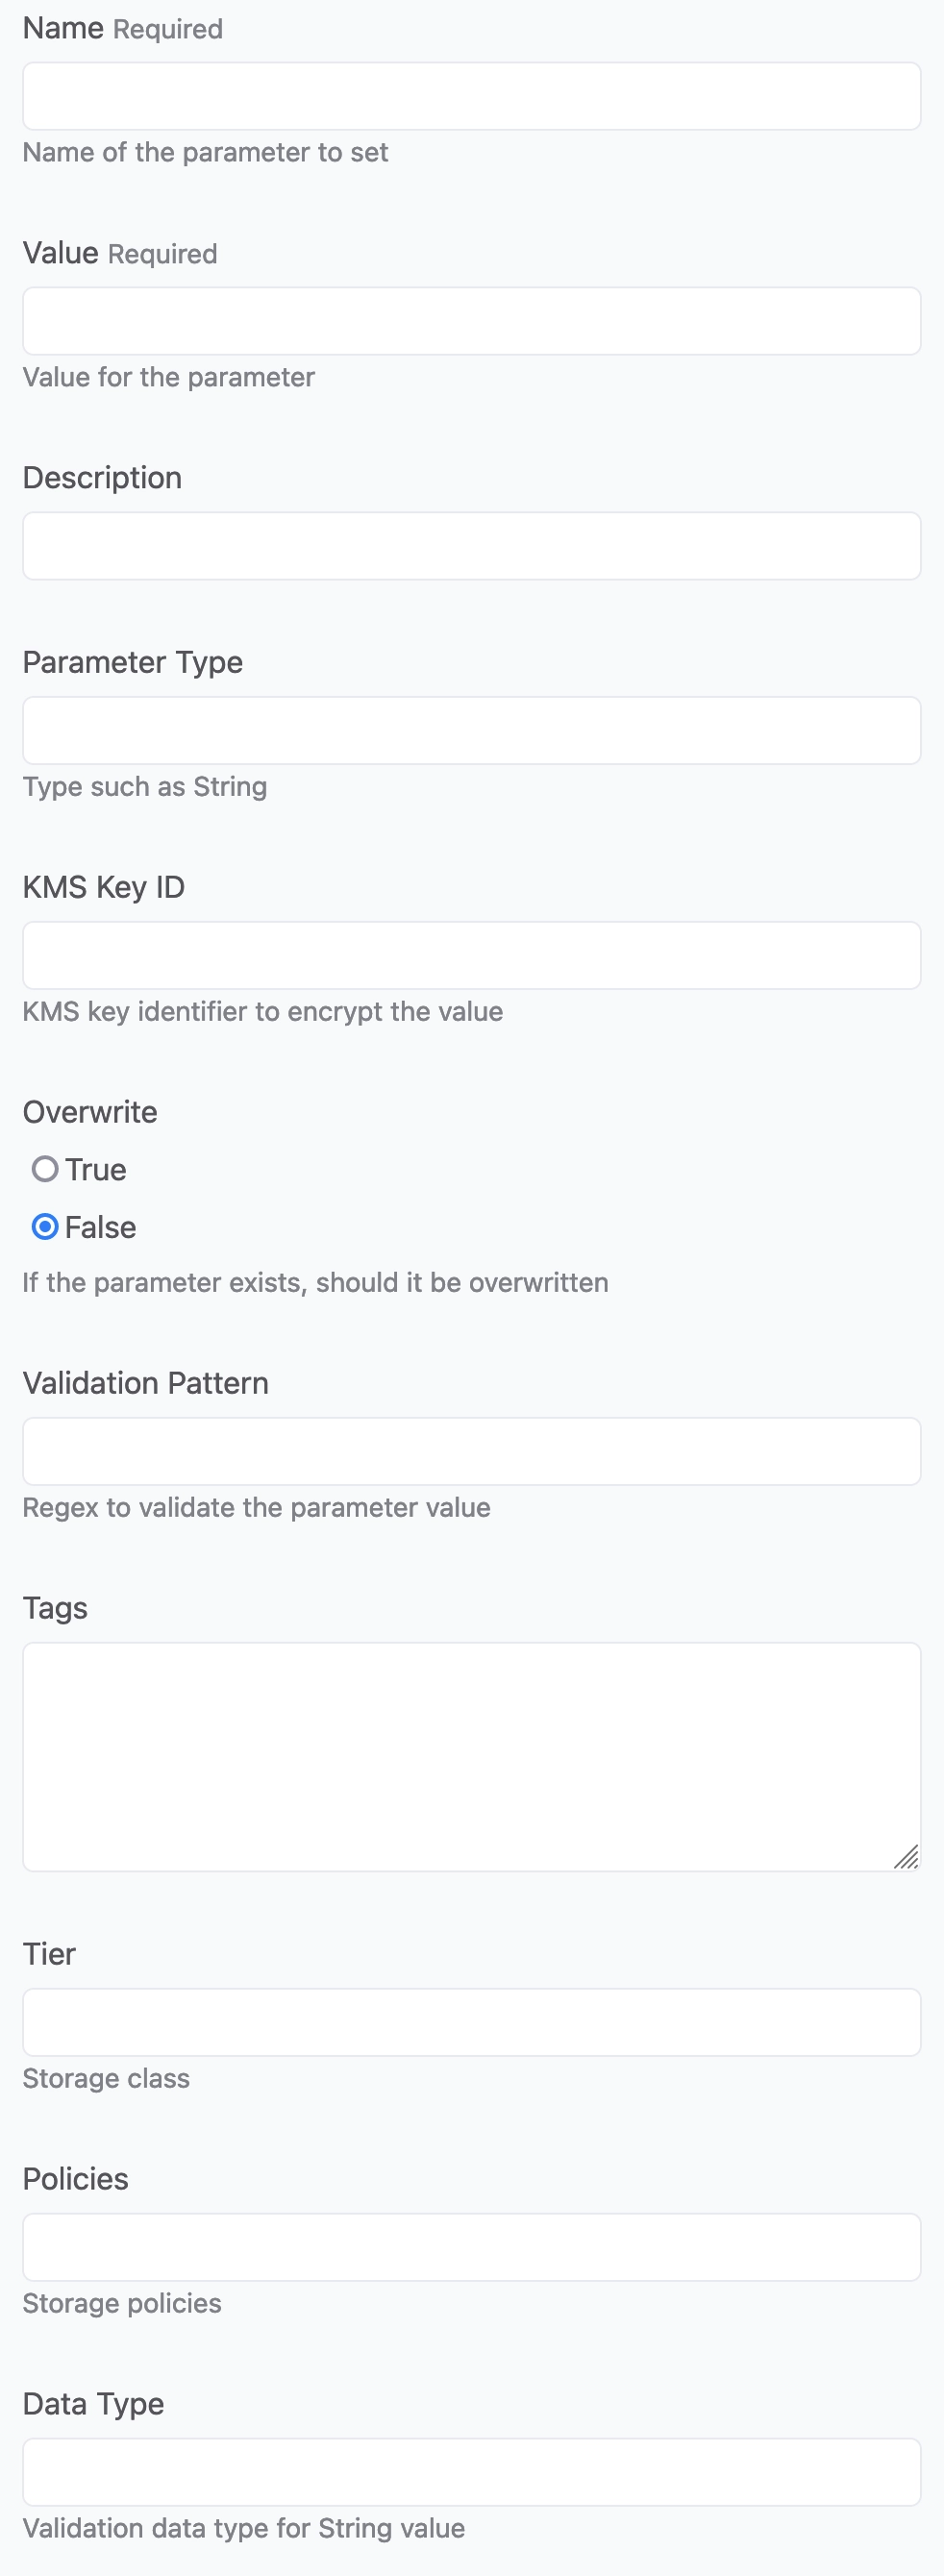 Name Required
Name of the parameter to set
Value Required
Value for the parameter
Description
Parameter Type
Type such as String
KMS Key ID
KMS key identifier to encrypt the value
Overwrite
True
False
If the parameter exists, should it be overwritten
Validation Pattern
Regex to validate the parameter value
Tags
Tier
Storage class
Policies
Storage policies
Data Type
Validation data type for String value